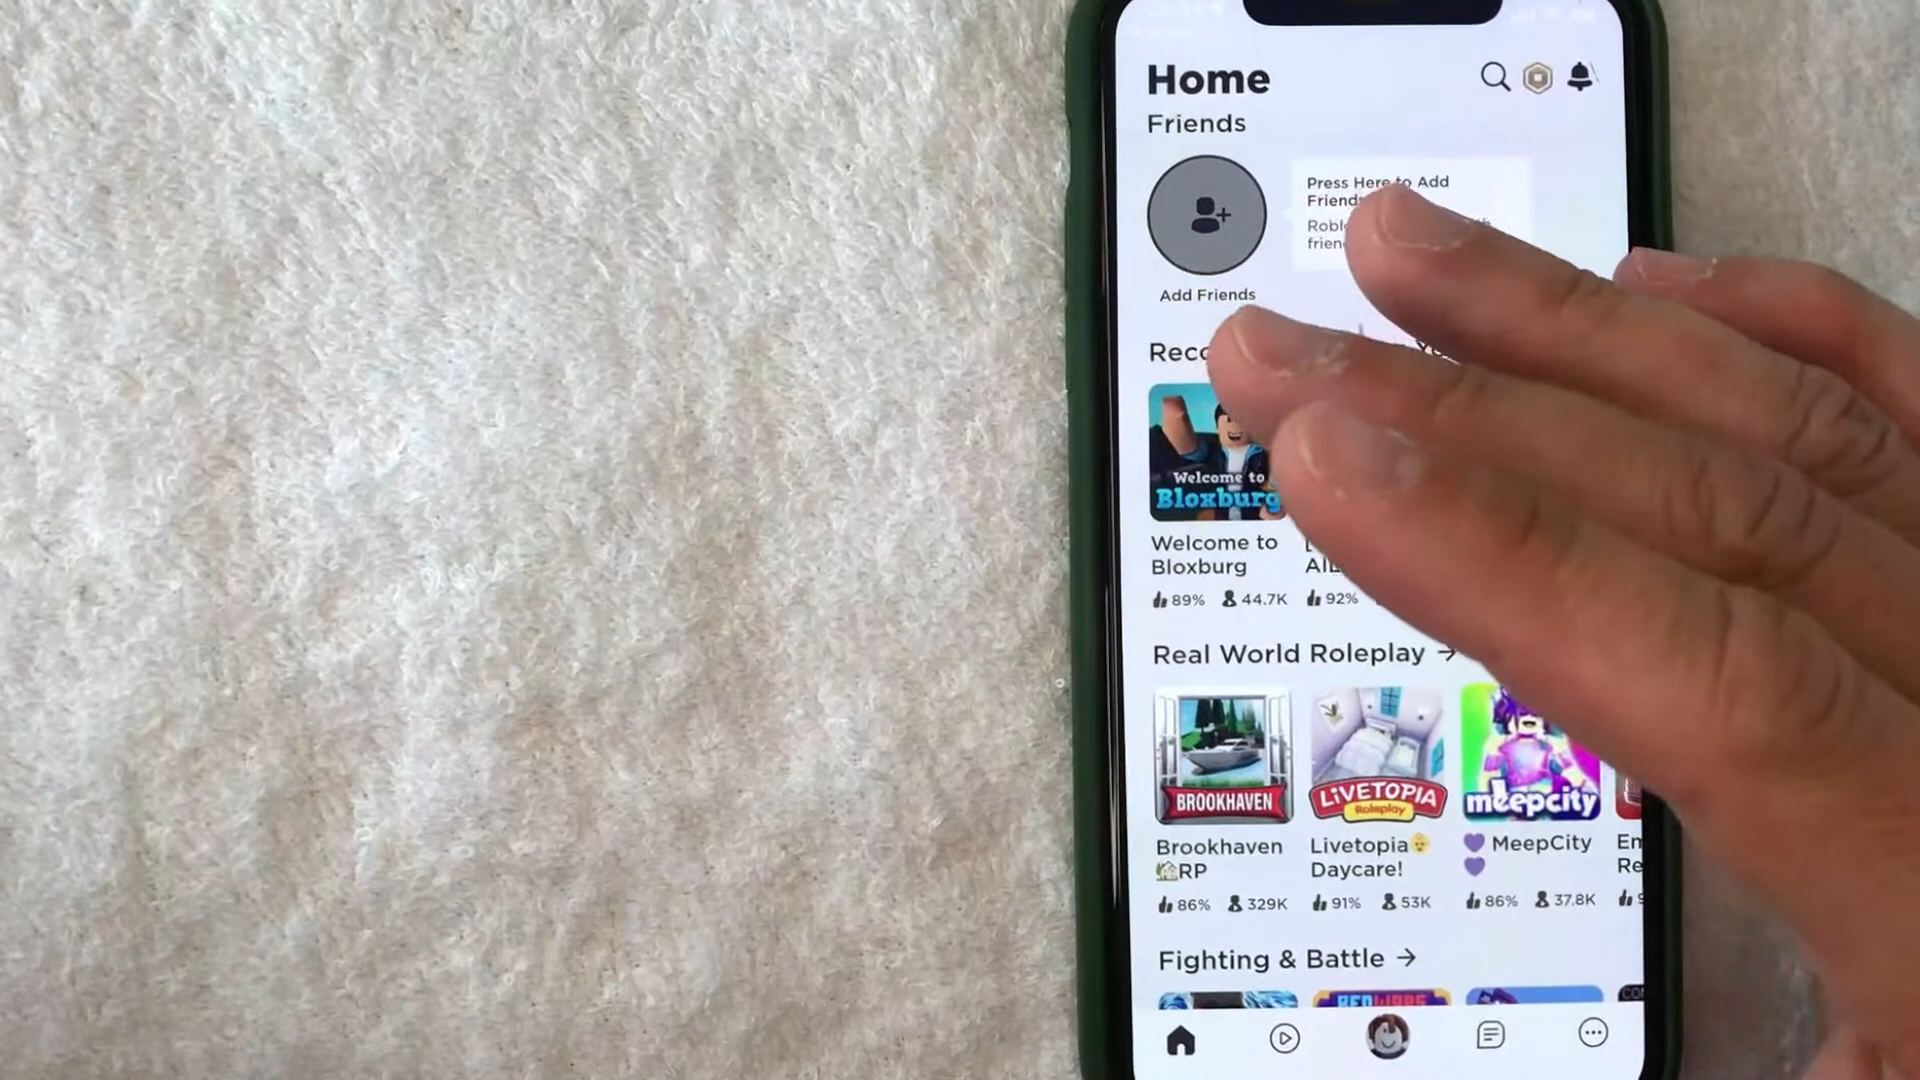 Home
Friends
Press Here to Add
Add Friends
Welcome to
Bloxburg
Welcome to
Bloxburg
89% 44.7K 92%
Real World Roleplay →
BROOKHAVEN
LIVETOPIA
Roleplay
meepcity
Brookhaven
RP
Livetopia
Daycare!
MeepCity
86% 329K 91% 53K 86% 37.8K
Fighting & Battle →